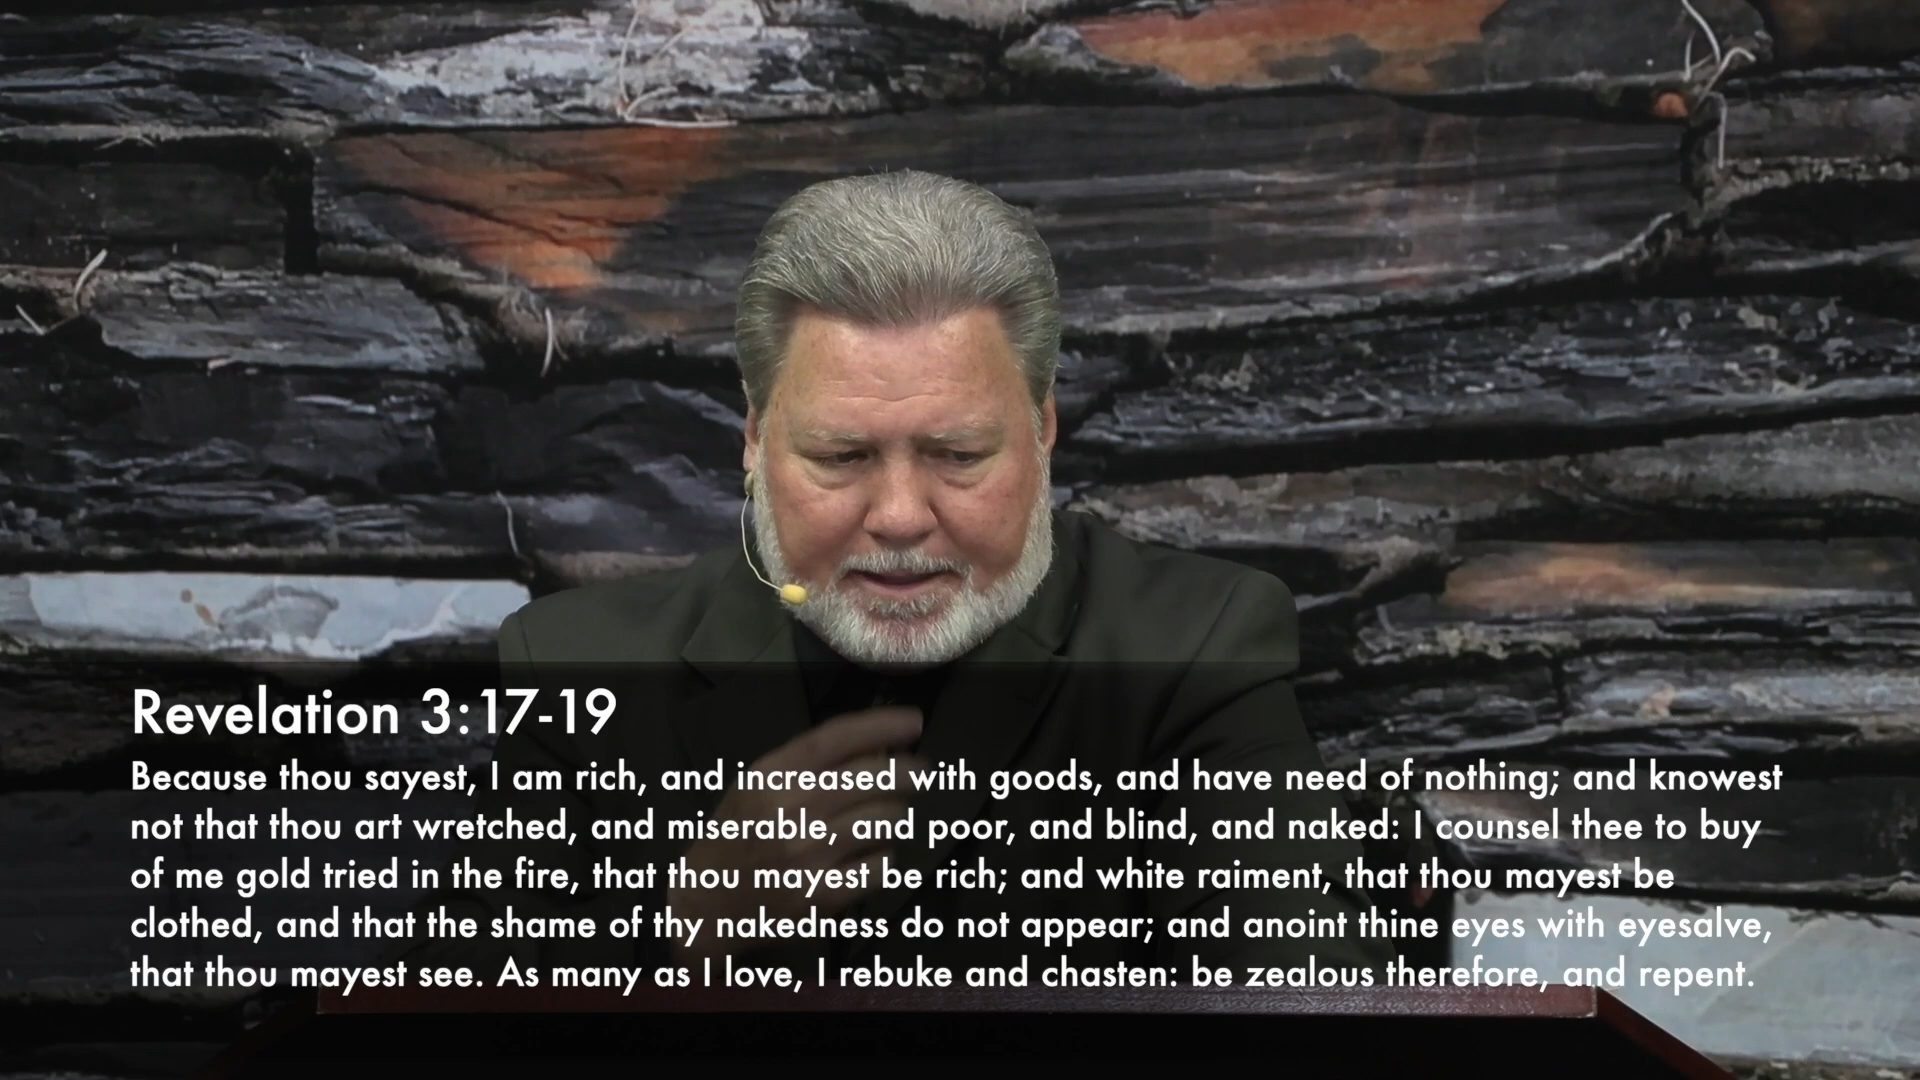 Revelation 3:17-19
Because thou sayest, I am rich, and increased with goods, and have need of nothing; and knowest
not that thou art wretched, and miserable, and poor, and blind, and naked: I counsel thee to buy
of me gold tried in the fire, that thou mayest be rich; and white raiment, that thou mayest be
clothed, and that the shame of thy nakedness do not appear; and anoint thine eyes with eyesalve,
that thou mayest see. As many as I love, I rebuke and chasten: be zealous therefore, and repent.